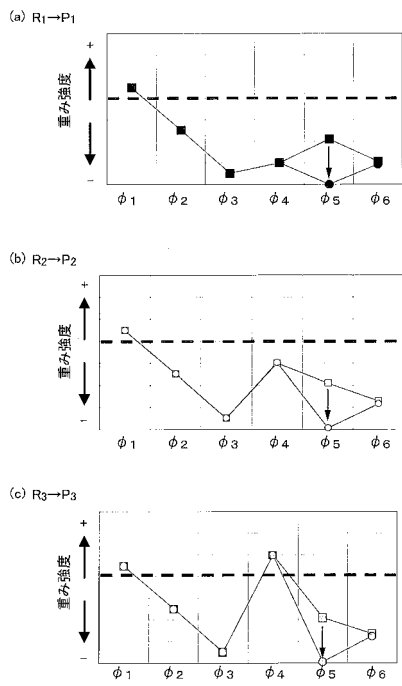 (a) R₁→P₁
+
重み強度
−
φ1 φ2 φ3 φ4 φ5 φ6
(b) R₂→P₂
+
重み強度
−
φ1 φ2 φ3 φ4 φ5 φ6
(c) R₃→P₃
+
重み強度
−
φ1 φ2 φ3 φ4 φ5 φ6